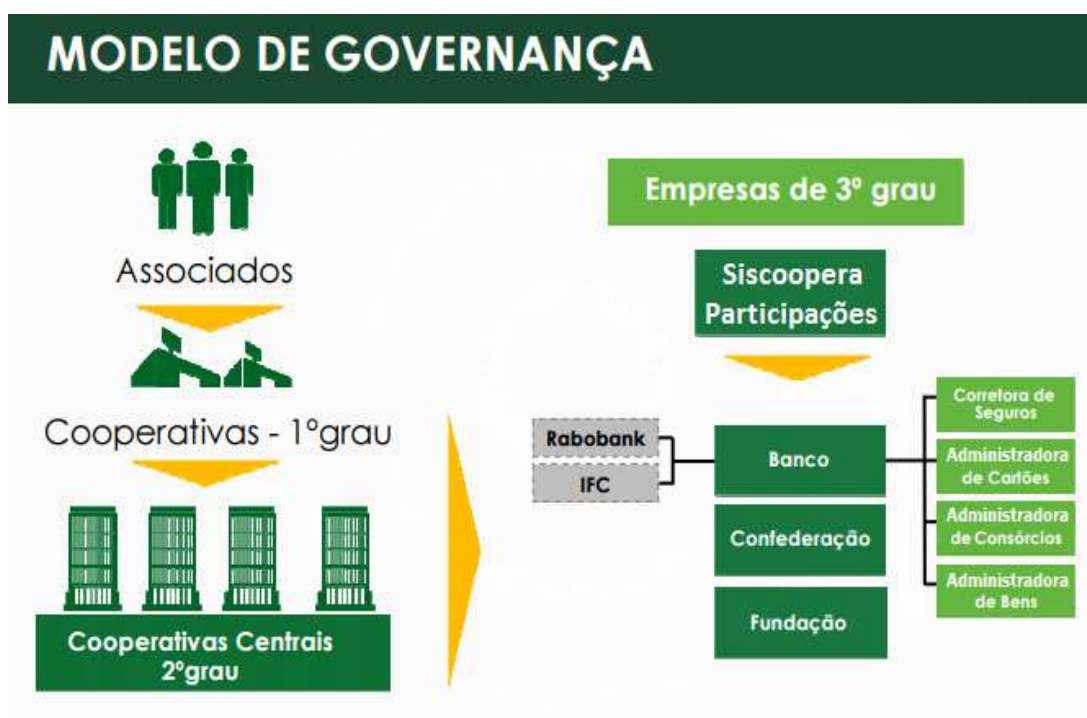 MODELO DE GOVERNANÇA
Associados
Cooperativas - 1ºgrau
Cooperativas Centrais
2ºgrau
Empresas de 3º grau
Siscoopera
Participações
Rabobank
IFC
Banco
Confederação
Fundação
Corretora de
Seguros
Administradora
de Cartões
Administradora
de Consórcios
Administradora
de Bens